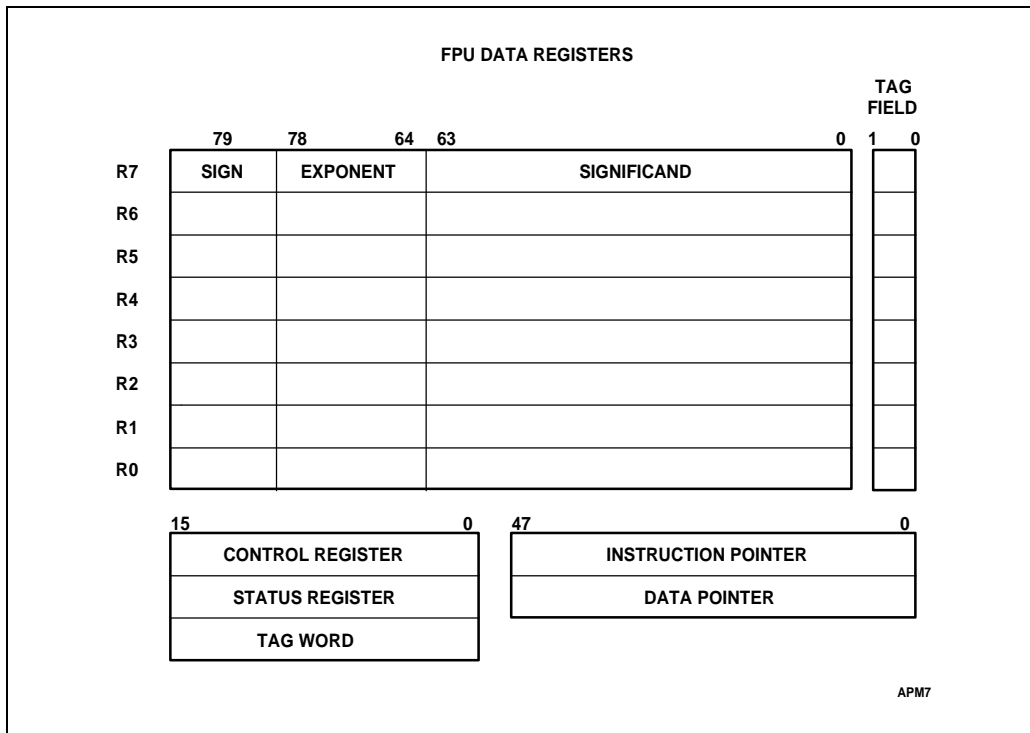 FPU DATA REGISTERS
TAG
FIELD
79 78 64 63 0 1 0
R7 SIGN EXPONENT SIGNIFICAND
R6
R5
R4
R3
R2
R1
R0
15 0 47 0
CONTROL REGISTER INSTRUCTION POINTER
STATUS REGISTER DATA POINTER
TAG WORD
APM7